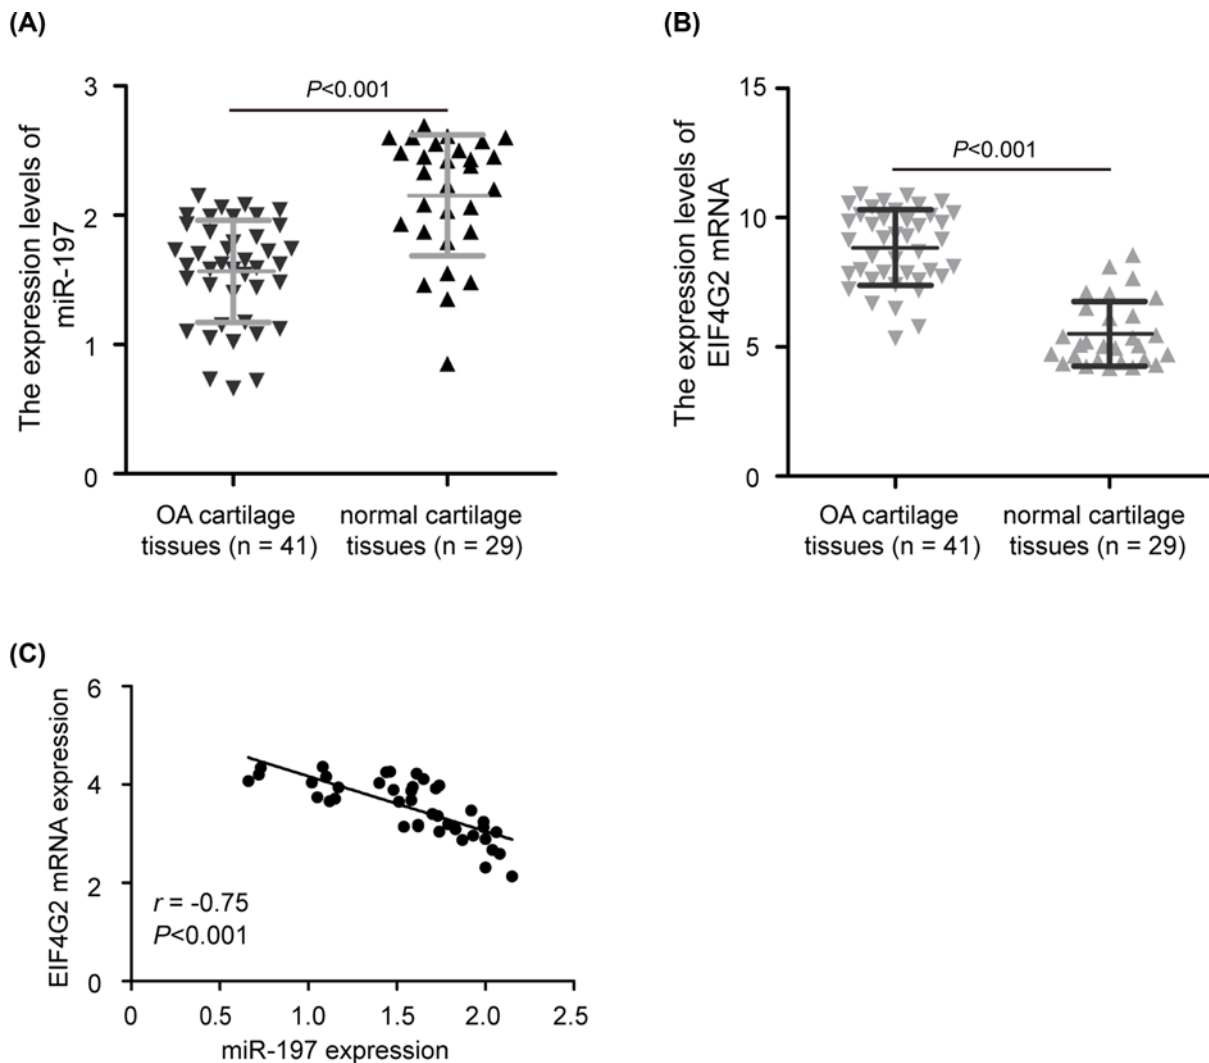 (A)
The expression levels of
miR-197
3
2
1
0
P<0.001
OA cartilage
tissues (n = 41)
normal cartilage
tissues (n = 29)
(B)
The expression levels of
EIF4G2 mRNA
15
10
5
0
P<0.001
OA cartilage
tissues (n = 41)
normal cartilage
tissues (n = 29)
(C)
EIF4G2 mRNA expression
6
4
2
0
r = -0.75
P<0.001
0 0.5 1.0 1.5 2.0 2.5
miR-197 expression